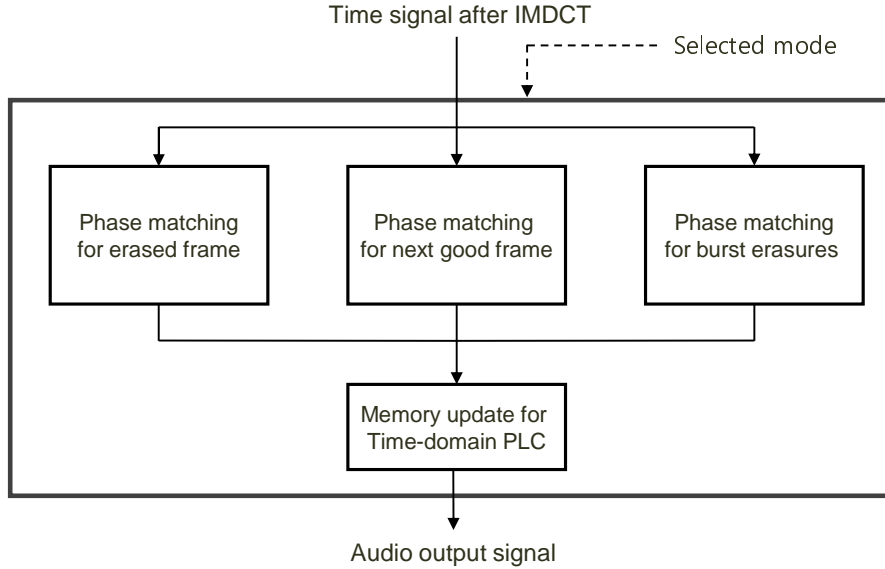 Time signal after IMDCT
Selected mode
Phase matching
for erased frame
Phase matching
for next good frame
Phase matching
for burst erasures
Memory update for
Time-domain PLC
Audio output signal